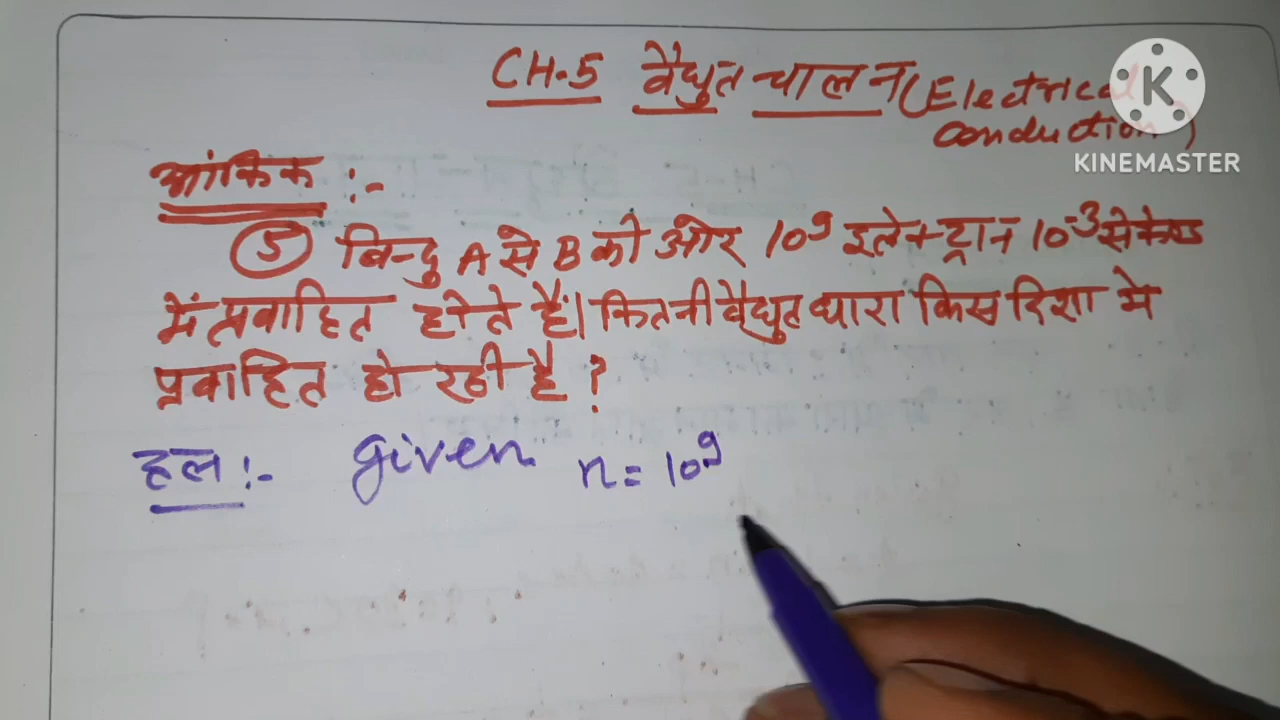 CH-5 वैद्युत चालन (Electrical
conduction)
KINEMASTER
आंकिक :-
(5) बिन्दु A से B की ओर 10⁹ इलेक्ट्रान 10⁻³ सेकेण्ड
में प्रवाहित होते हैं। कितनी वैद्युत धारा किस दिशा मे
प्रवाहित हो रही है ?
हल :- given n = 10⁹